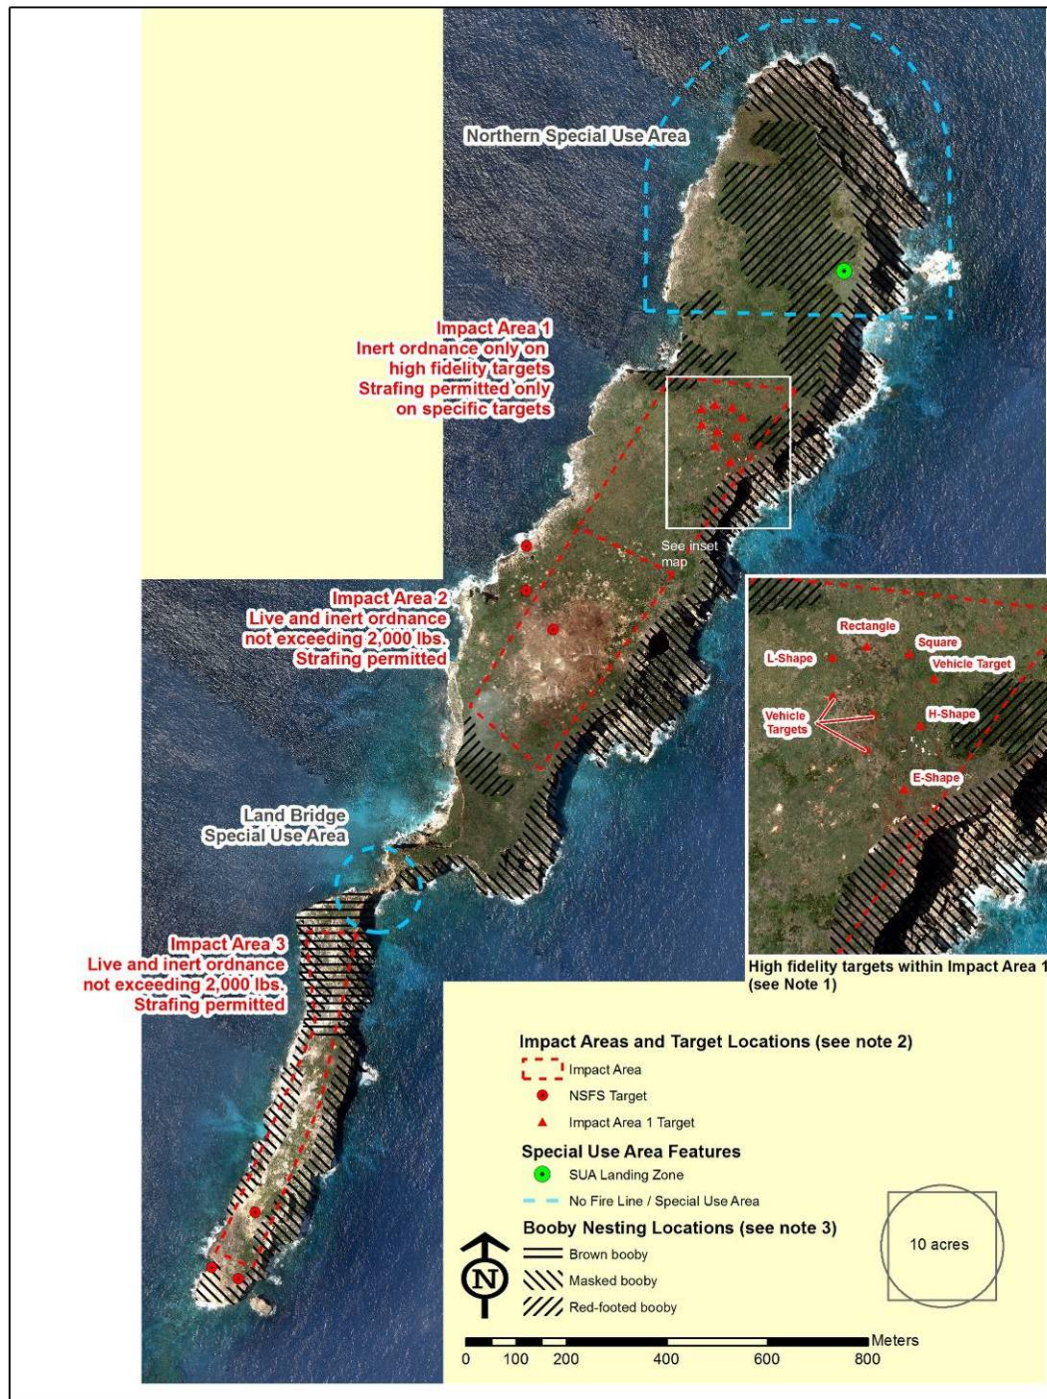 Northern Special Use Area
Impact Area 1
Inert ordnance only on
high fidelity targets
Strafing permitted only
on specific targets
See inset
map
Impact Area 2
Live and inert ordnance
not exceeding 2,000 lbs.
Strafing permitted
Rectangle
Square
L-Shape
Vehicle Target
Vehicle
Targets
H-Shape
E-Shape
High fidelity targets within Impact Area 1
(see Note 1)
Land Bridge
Special Use Area
Impact Area 3
Live and inert ordnance
not exceeding 2,000 lbs.
Strafing permitted
Impact Areas and Target Locations (see note 2)
Impact Area
NSFS Target
Impact Area 1 Target
Special Use Area Features
SUA Landing Zone
No Fire Line / Special Use Area
Booby Nesting Locations (see note 3)
Brown booby
Masked booby
Red-footed booby
N
10 acres
Meters
0 100 200 400 600 800